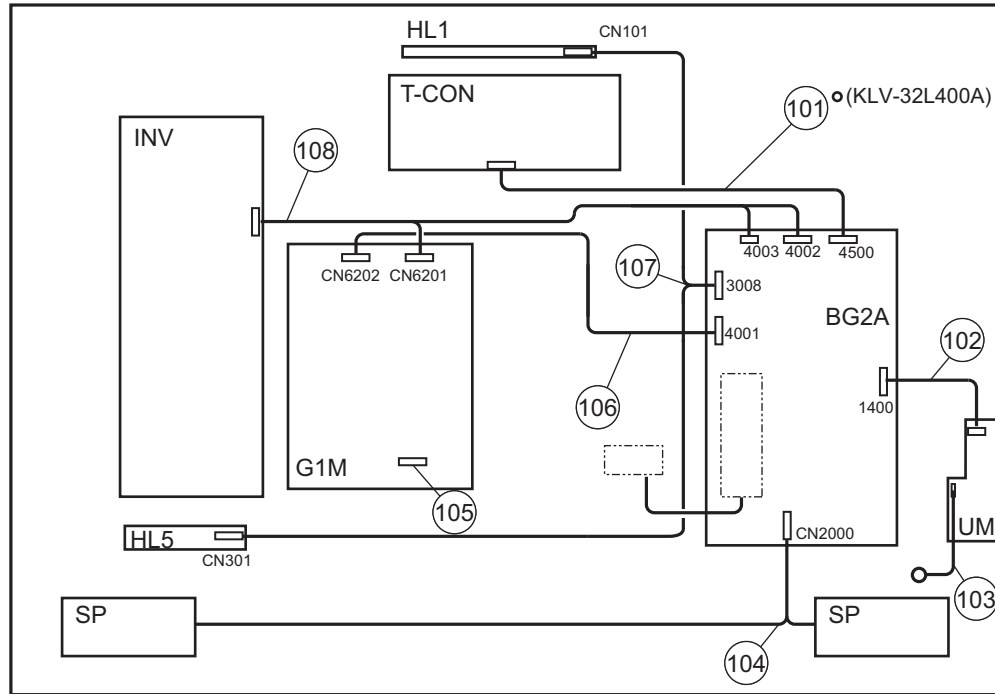 HL1
CN101
T-CON
101
(KLV-32L400A)
INV
108
4003
4002
4500
CN6202
CN6201
107
3008
BG2A
4001
102
106
1400
G1M
105
UM
HL5
CN301
CN2000
103
SP
SP
104